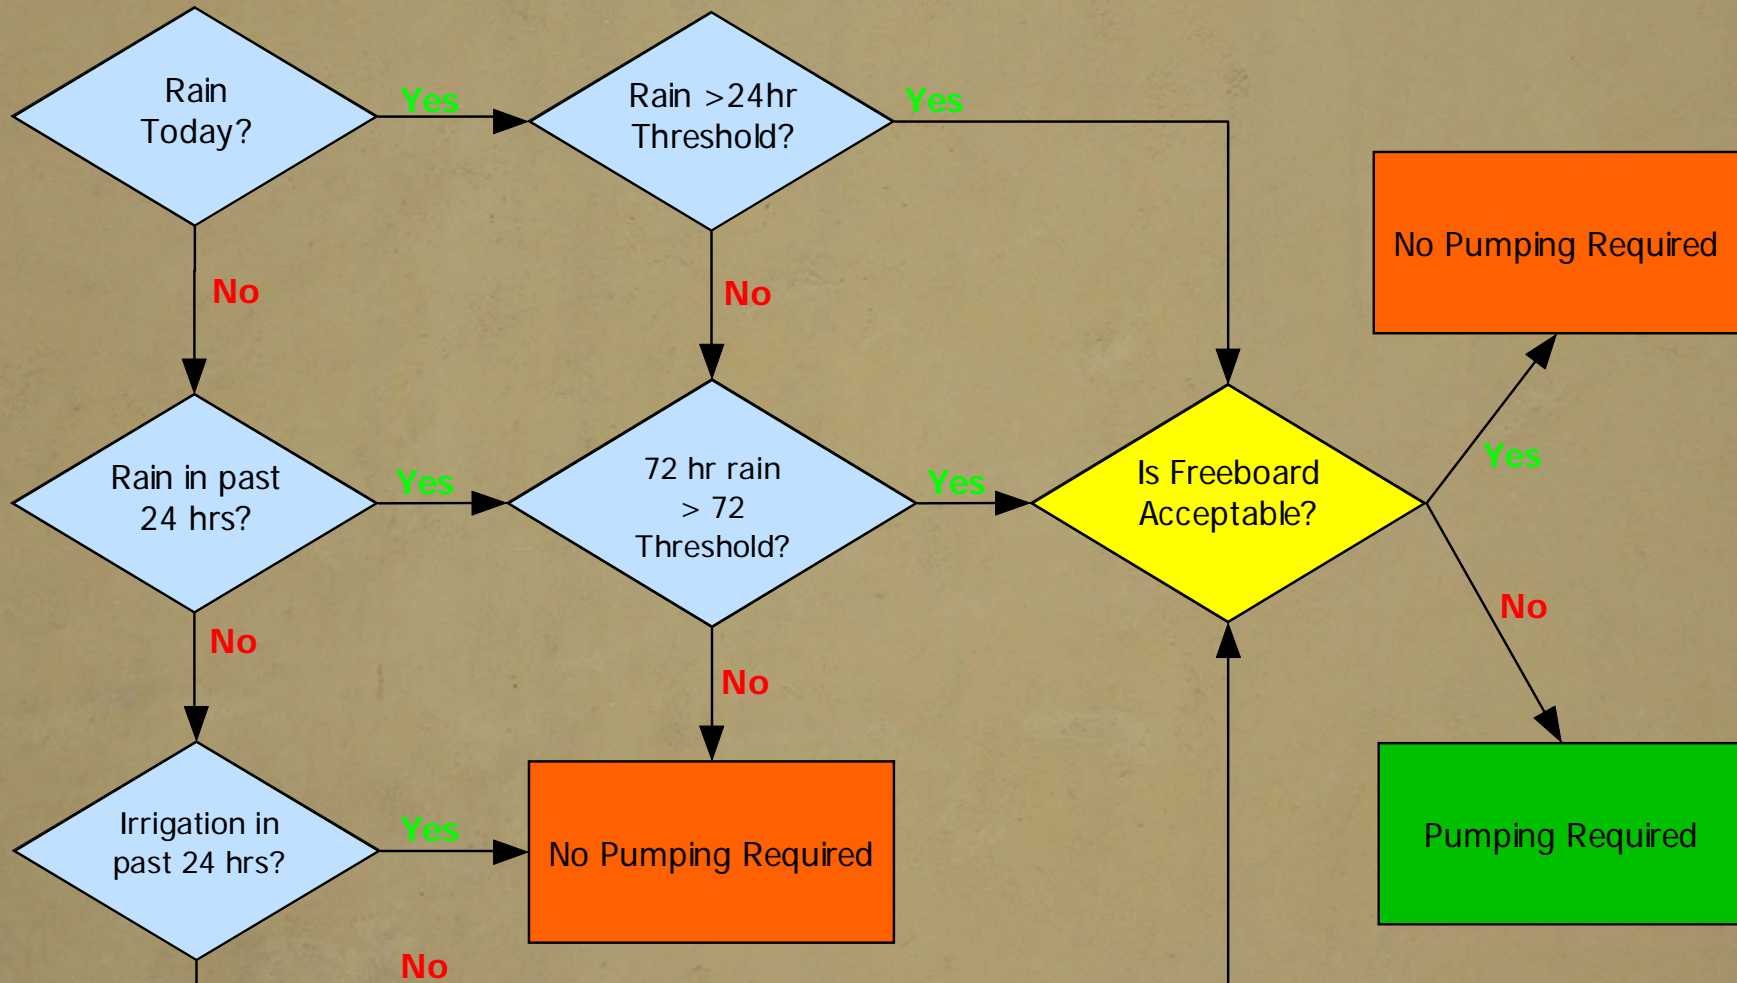 Rain
Today?
Yes
Rain >24hr
Threshold?
Yes
No Pumping Required
No
No
Rain in past
24 hrs?
Yes
72 hr rain
> 72
Threshold?
Yes
Is Freeboard
Acceptable?
Yes
No
No
No
Irrigation in
past 24 hrs?
Yes
No Pumping Required
Pumping Required
No